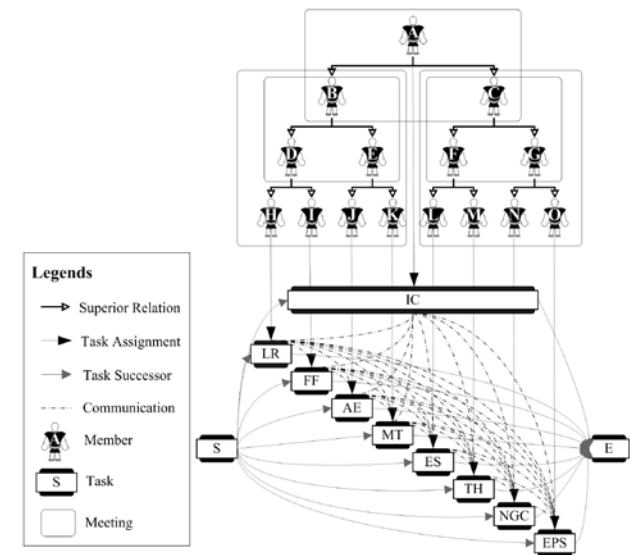 A
B C
D E F G
H I J K L M N O
IC
LR
FF
AE
MT
S
ES
E
TH
NGC
EPS
Legends
Superior Relation
Task Assignment
Task Successor
Communication
A Member
S Task
Meeting